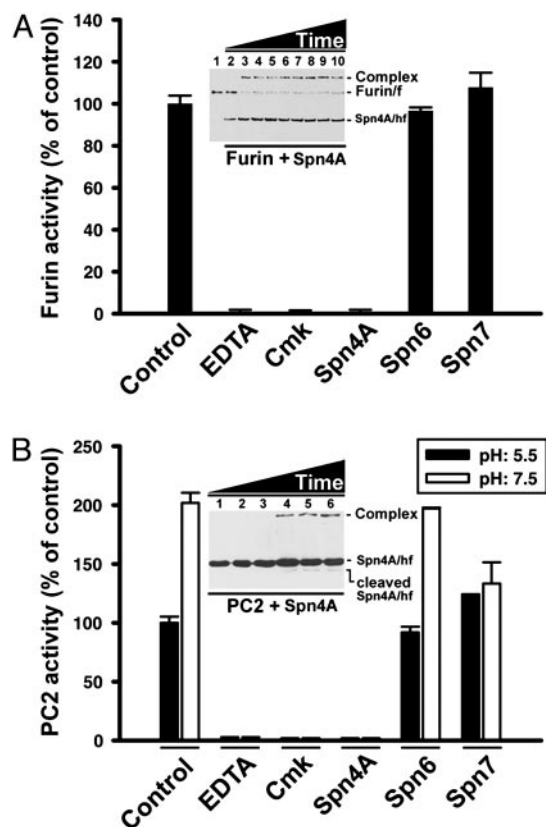 A
Furin activity (% of control)
140
120
100
80
60
40
20
0
Time
1 2 3 4 5 6 7 8 9 10
Complex
Furin/f
Spn4A/hf
Furin + Spn4A
Control
EDTA
Cmk
Spn4A
Spn6
Spn7
B
PC2 activity (% of control)
250
200
150
100
50
0
pH: 5.5
pH: 7.5
Time
1 2 3 4 5 6
Complex
Spn4A/hf
cleaved
Spn4A/hf
PC2 + Spn4A
Control
EDTA
Cmk
Spn4A
Spn6
Spn7